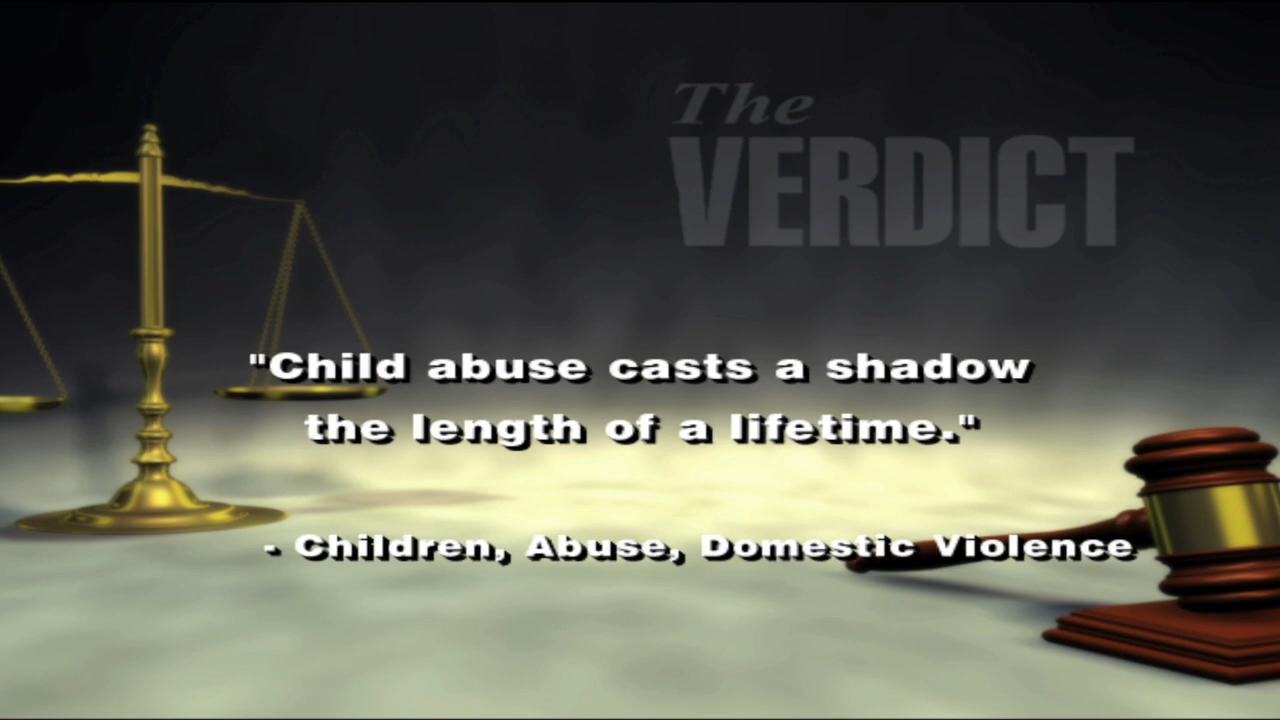 The
VERDICT
"Child abuse casts a shadow
the length of a lifetime."
- Children, Abuse, Domestic Violence